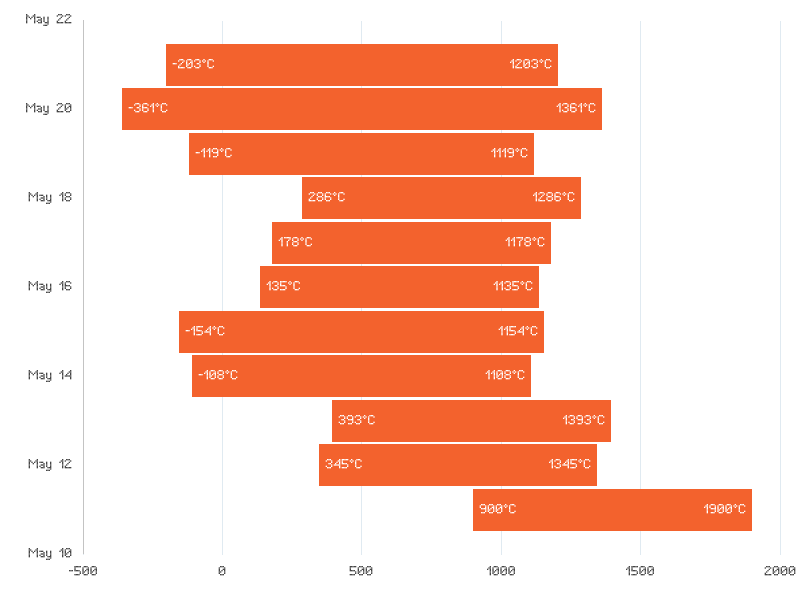 May 22
-203°C 1203°C
May 20 -361°C 1361°C
-119°C 1119°C
May 18 286°C 1286°C
178°C 1178°C
May 16 135°C 1135°C
-154°C 1154°C
May 14 -108°C 1108°C
393°C 1393°C
May 12 345°C 1345°C
900°C 1900°C
May 10
-500 0 500 1000 1500 2000